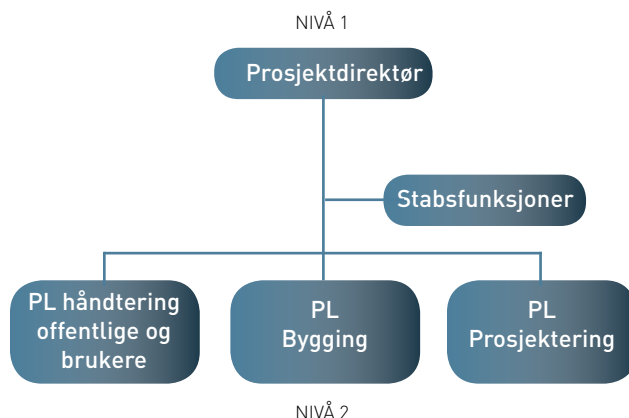 NIVÅ 1
Prosjektdirektør
Stabsfunksjoner
PL håndtering
offentlige og
brukere
PL
Bygging
PL
Prosjektering
NIVÅ 2